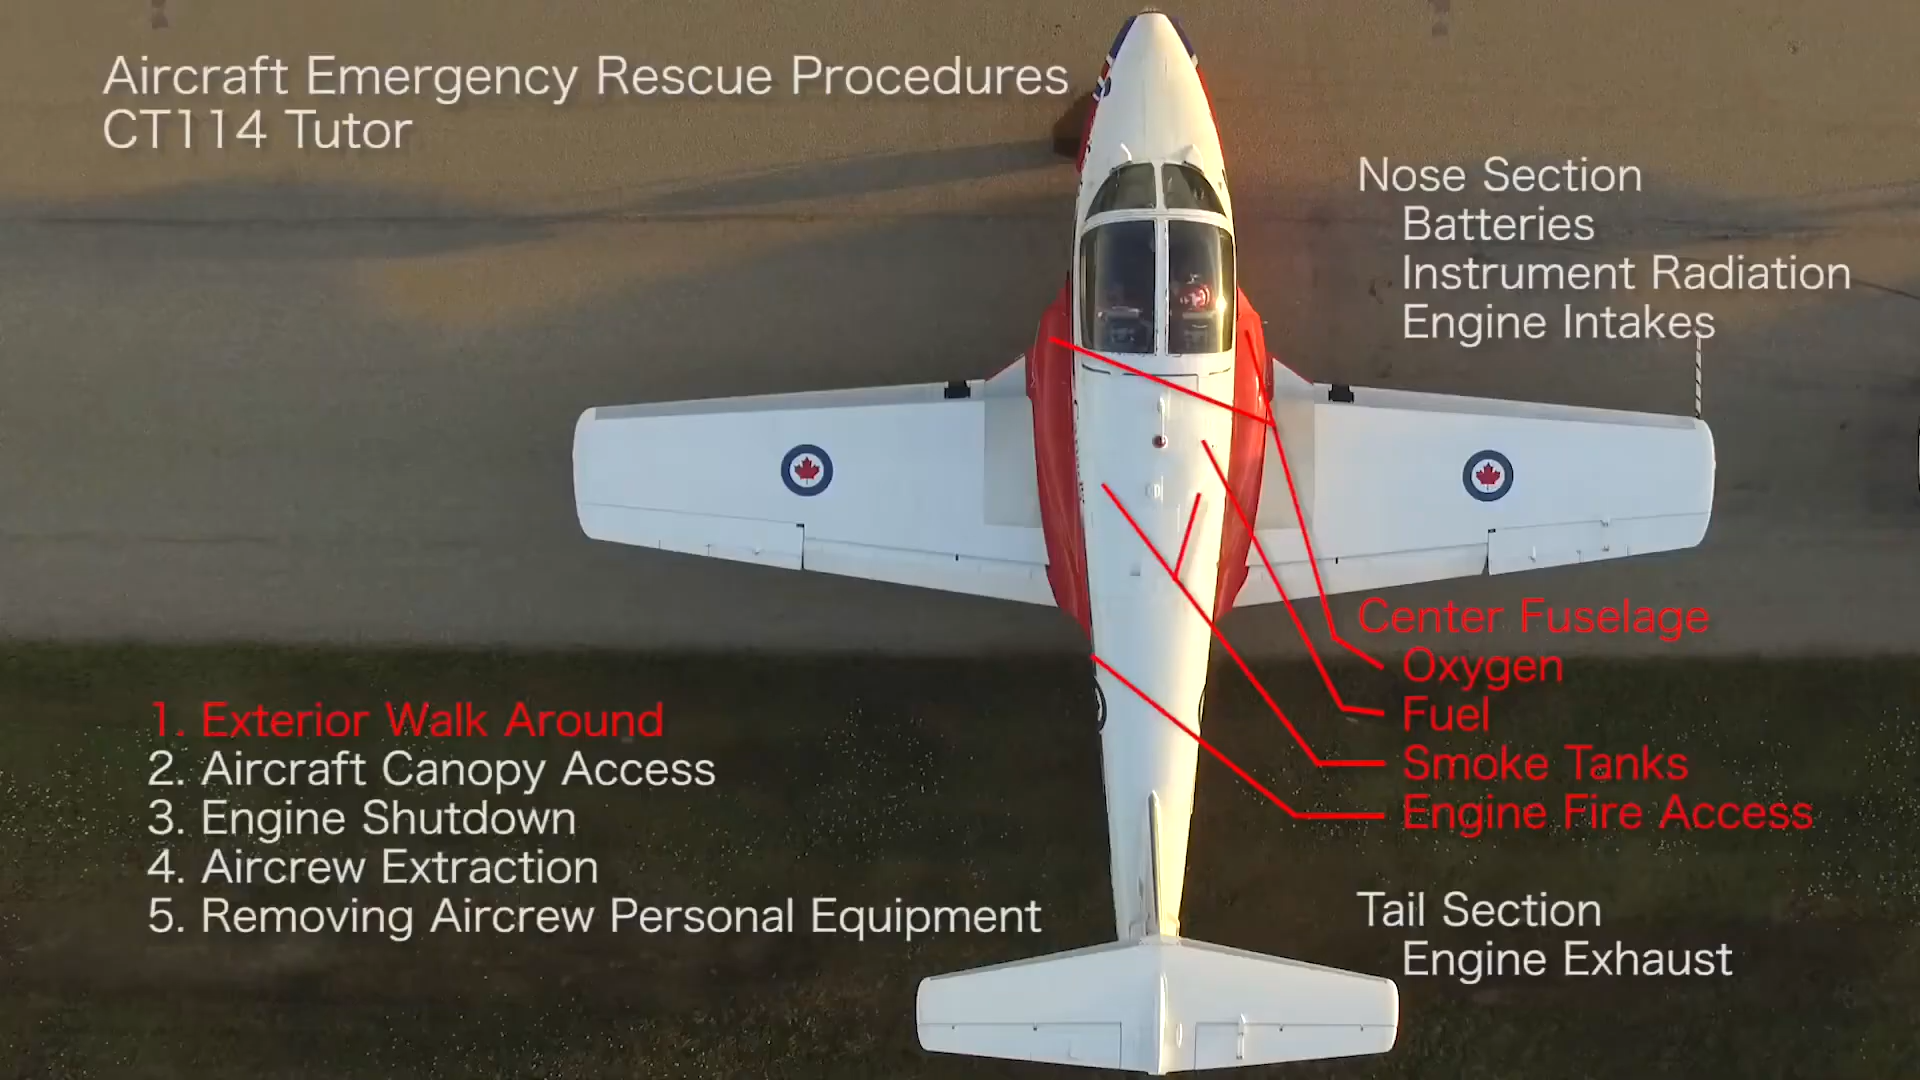 Aircraft Emergency Rescue Procedures
CT114 Tutor
Nose Section
Batteries
Instrument Radiation
Engine Intakes
Center Fuselage
Oxygen
Fuel
Smoke Tanks
Engine Fire Access
1. Exterior Walk Around
2. Aircraft Canopy Access
3. Engine Shutdown
4. Aircrew Extraction
5. Removing Aircrew Personal Equipment
Tail Section
Engine Exhaust